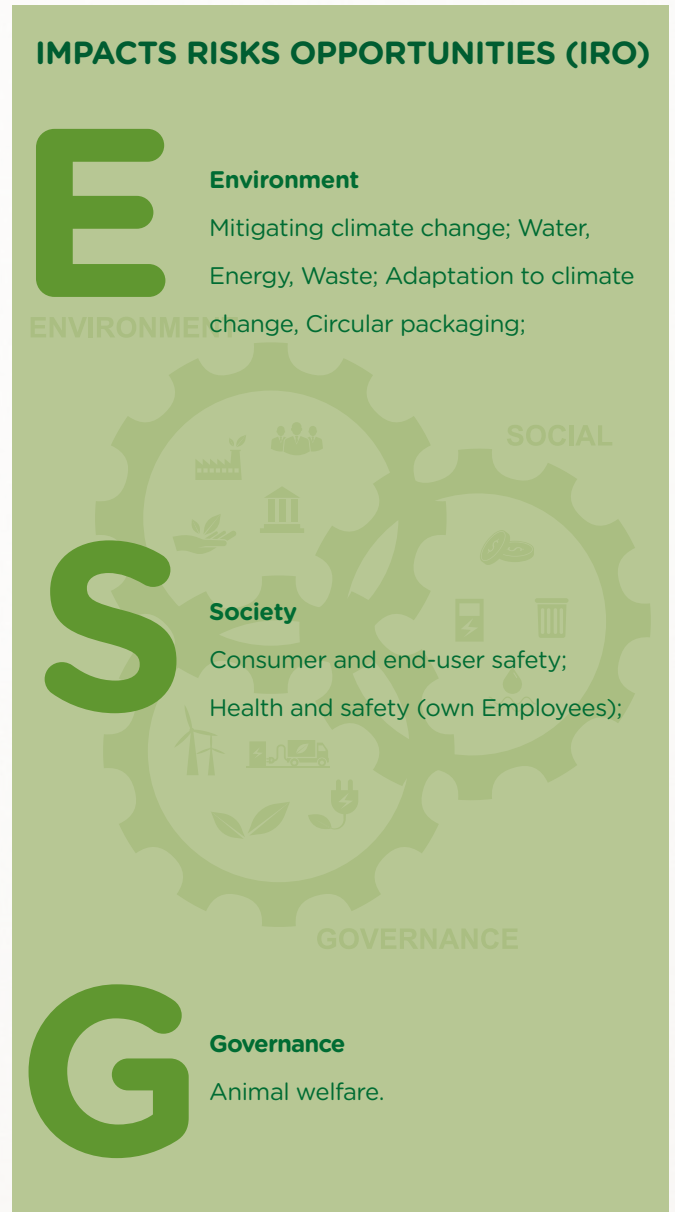 IMPACTS RISKS OPPORTUNITIES (IRO)
E
Environment
Mitigating climate change; Water,
Energy, Waste; Adaptation to climate
change, Circular packaging;
ENVIRONMENT
SOCIAL
S
Society
Consumer and end-user safety;
Health and safety (own Employees);
GOVERNANCE
G
Governance
Animal welfare.